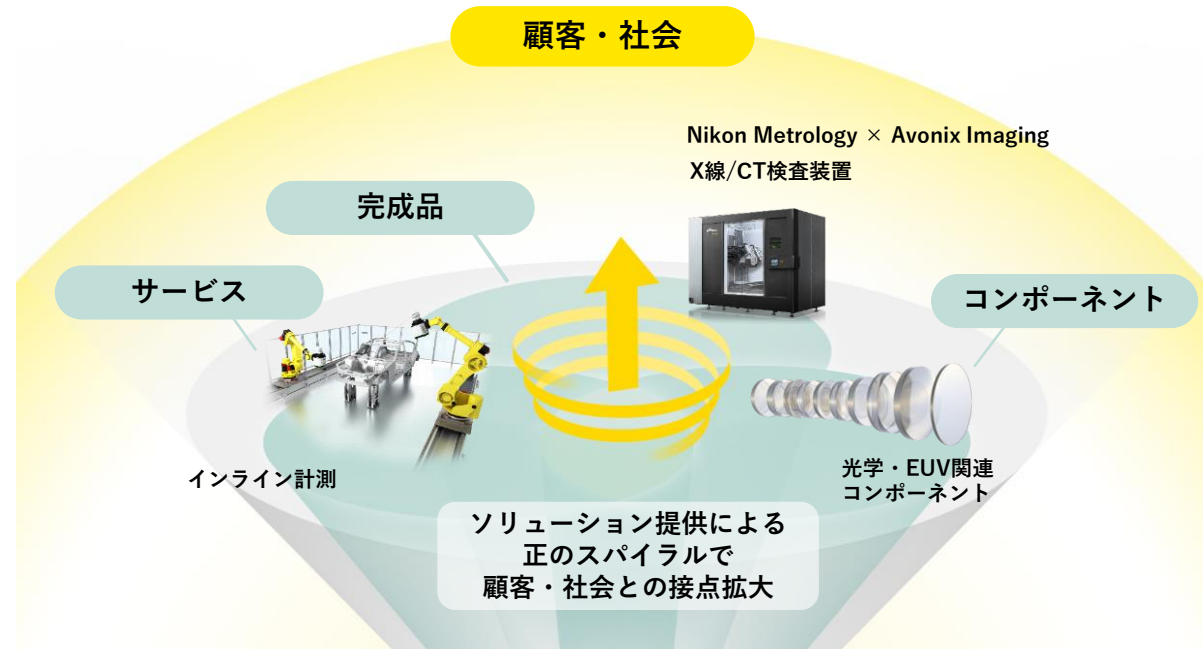 顧客・社会
Nikon Metrology × Avonix Imaging
X線/CT検査装置
完成品
サービス
コンポーネント
インライン計測
光学・EUV関連
コンポーネント
ソリューション提供による
正のスパイラルで
顧客・社会との接点拡大